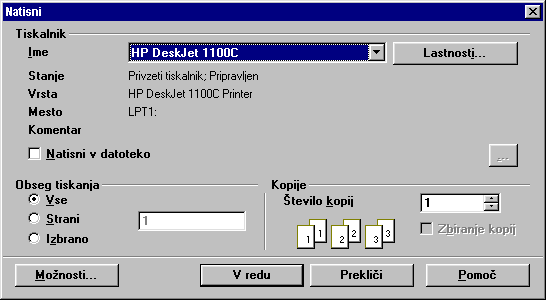 Natisni
Tiskalnik
Ime HP DeskJet 1100C Lastnosti...
Stanje Privzeti tiskalnik; Pripravljen
Vrsta HP DeskJet 1100C Printer
Mesto LPT1:
Komentar
Natisni v datoteko ...
Obseg tiskanja Kopije
Vse Število kopij 1
Strani 1
1 1 2 2 3 3 Zbiranje kopij
Izbrano
Možnosti... V redu Prekliči Pomoč